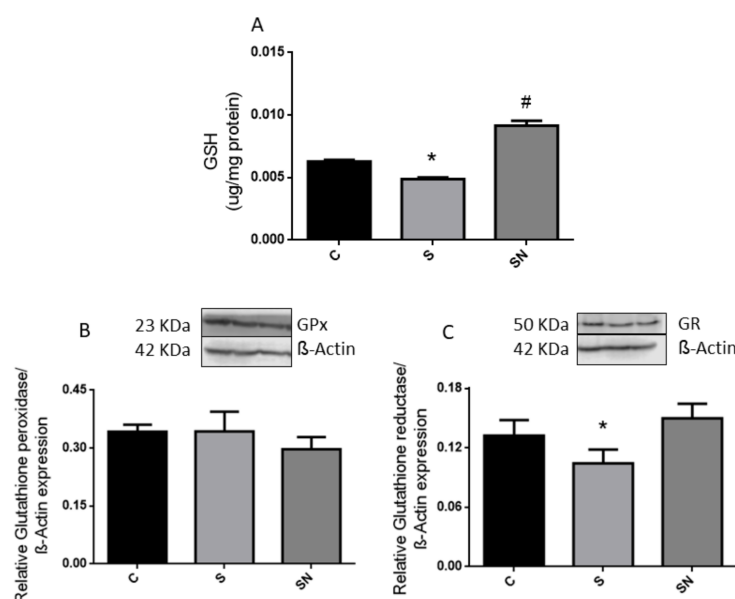 A
GSH
(ug/mg protein)
0.015
0.010
0.005
0.000
*
#
C
S
SN
B
23 KDa
GPx
42 KDa
ß-Actin
Relative Glutathione peroxidase/
ß-Actin expression
0.45
0.30
0.15
0.00
C
S
SN
C
50 KDa
GR
42 KDa
ß-Actin
Relative Glutathione reductase/
ß-Actin expression
0.18
0.12
0.06
0.00
*
C
S
SN